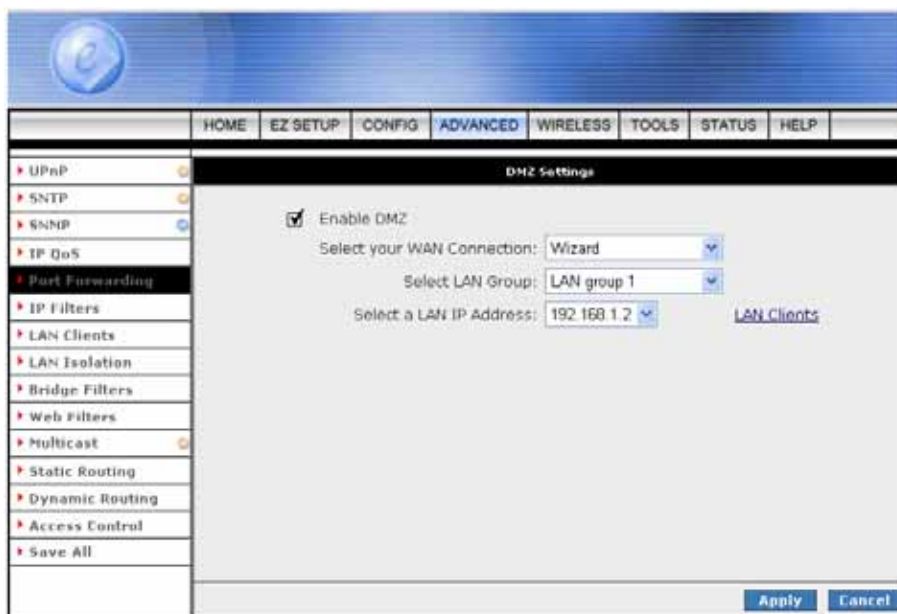 e
HOME EZ SETUP CONFIG ADVANCED WIRELESS TOOLS STATUS HELP
UPnP
SNTP
SNMP
IP QoS
Port Forwarding
IP Filters
LAN Clients
LAN Isolation
Bridge Filters
Web Filters
Multicast
Static Routing
Dynamic Routing
Access Control
Save All
DMZ Settings
Enable DMZ
Select your WAN Connection: Wizard
Select LAN Group: LAN group 1
Select a LAN IP Address: 192.168.1.2 LAN Clients
Apply Cancel